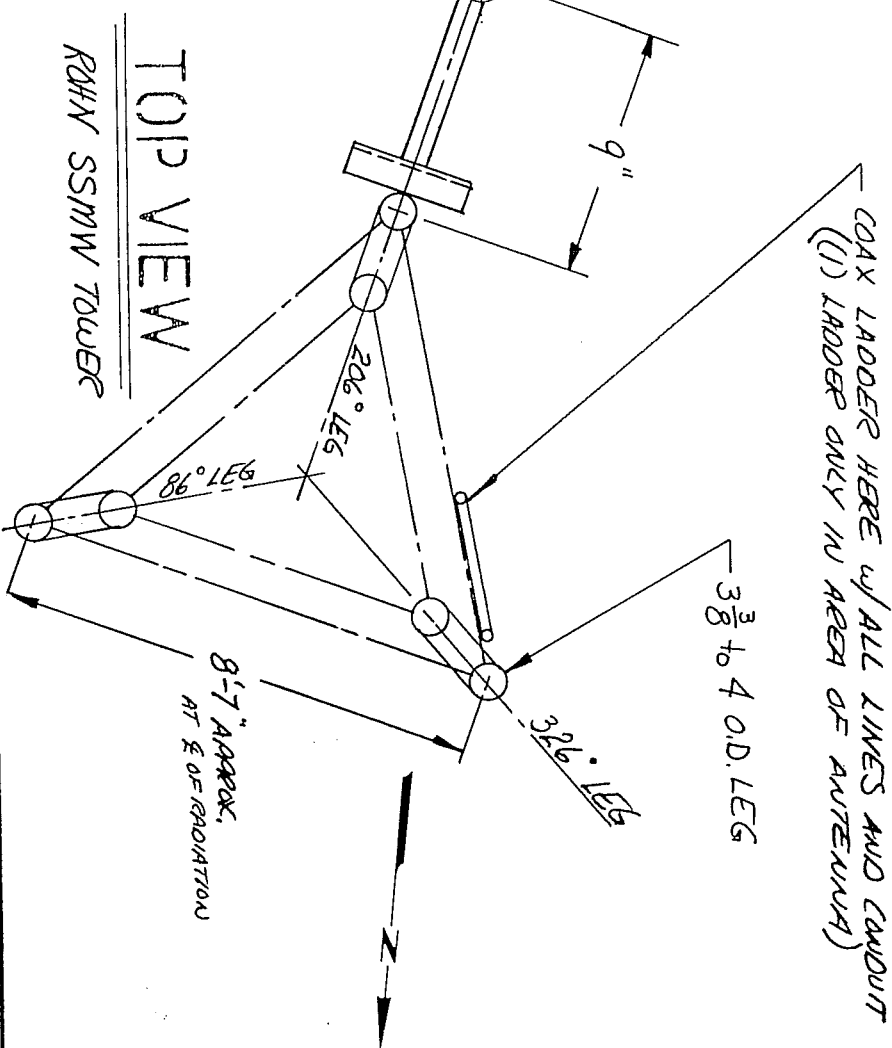 COAX LADDER HERE w/ ALL LINES AND CONDUIT
((1) LADDER ONLY IN AREA OF ANTENNA)
9"
3 3/8 to 4 O.D. LEG
206° LEG
98° LEG
326° LEG
8'-7" APPROX.
AT ℄ OF RADIATION
N
TOP VIEW
ROHN SSMW TOWER